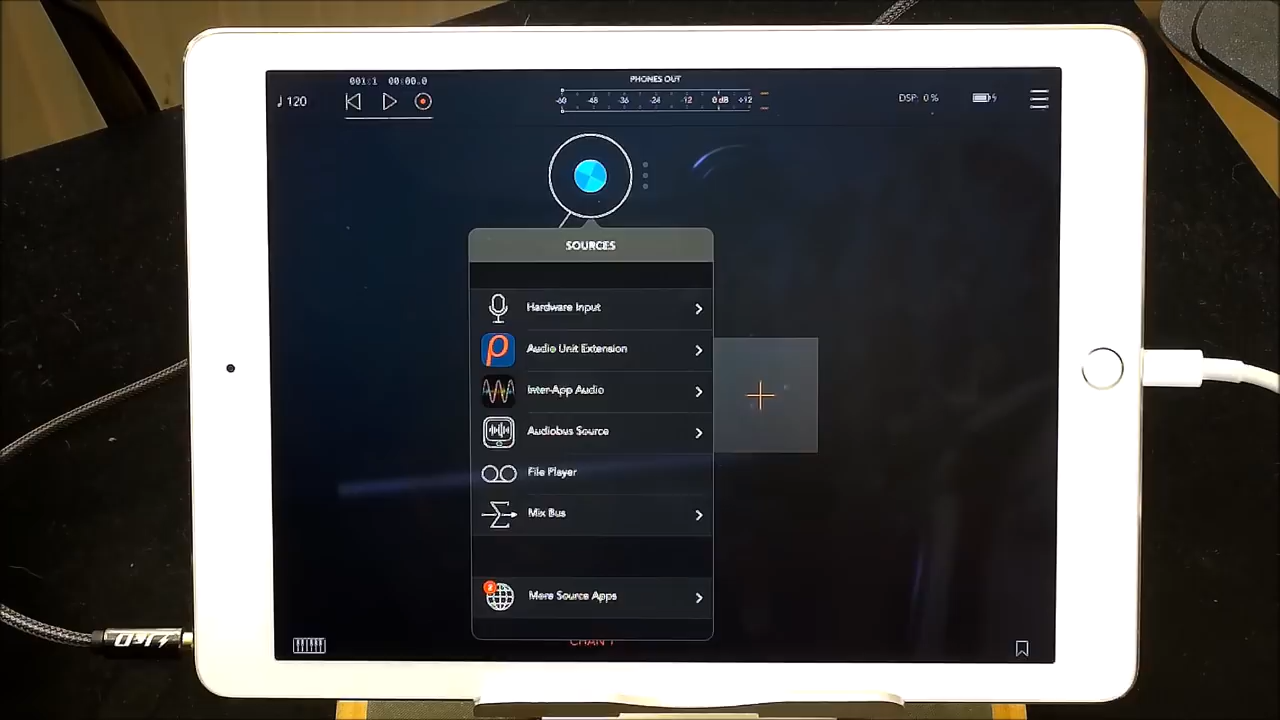 001:1 00:00.0
PHONES OUT
♩120
-60 -48 -36 -24 -12 0dB +12
DSP: 0 %
SOURCES
Hardware Input
Audio Unit Extension
Inter-App Audio
Audiobus Source
File Player
Mix Bus
2
More Source Apps